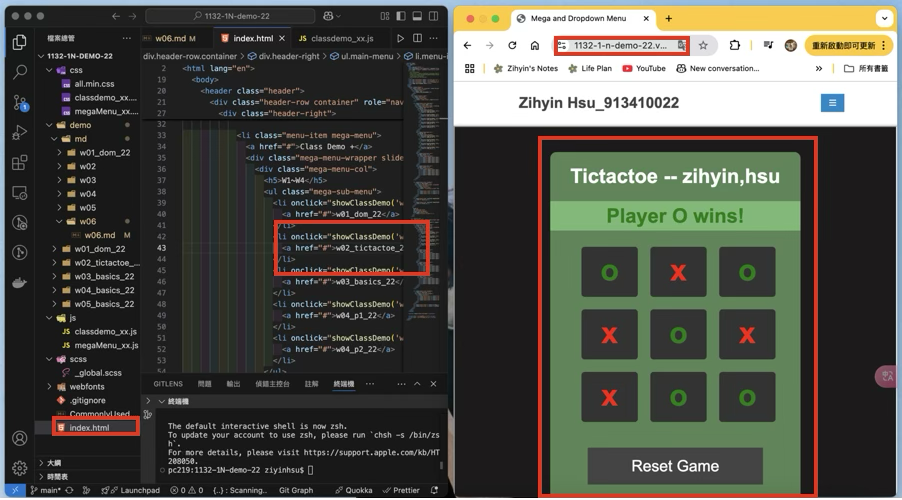 1132-1N-demo-22
檔案總管
1132-1N-DEMO-22
css
all.min.css
classdemo_xx....
megaMenu_xx....
demo
md
w01_dom_22
w02
w03
w04
w05
w06
w06.md M
w01_dom_22
w02_tictactoe_...
w03_basics_22
w04_basics_22
w05_basics_22
js
classdemo_xx.js
megaMenu_xx.js
scss
_global.scss
webfonts
.gitignore
CommonlyUsed...
index.html
大綱
時間表
w06.md M
index.html
classdemo_xx.js
div.header-row.container
div.header-right
ul.main-menu
li.menu-
2 <html lang="en">
19 <body>
20 <header class="header">
21 <div class="header-row container" role="nav
27 <div class="header-right">
32
33 <li class="menu-item mega-menu">
34 <a href="#">Class Demo +</a>
35 <div class="mega-menu-wrapper slide
36 <div class="mega-menu-col">
37 <h5>W1~W4</h5>
38 <ul class="mega-sub-menu">
39 <li onclick="showClassDemo('w
40 <a href="#">w01_dom_22</a>
41 </li>
42 <li onclick="showClassDemo('w
43 <a href="#">w02_tictactoe_2
44 </li>
45 <li onclick="showClassDemo('w
46 <a href="#">w03_basics_22</a>
47 </li>
48 <li onclick="showClassDemo('w
49 <a href="#">w04_p1_22</a>
50 </li>
51 <li onclick="showClassDemo('w
52 <a href="#">w04_p2_22</a>
53 </li>
54 </ul>
GITLENS 問題 輸出 偵錯主控台 註解 終端機
終端機
The default interactive shell is now zsh.
To update your account to use zsh, please run `chsh -s /bin/zs
h`.
For more details, please visit https://support.apple.com/kb/HT
208050.
pc219:1132-1N-demo-22 ziyinhsu$
main* Launchpad 0 0 {..} : Scanning.. Git Graph Quokka Prettier
Mega and Dropdown Menu
1132-1-n-demo-22.v...
重新啟動即可更新
Zihyin's Notes
Life Plan
YouTube
New conversation...
所有書籤
Zihyin Hsu_913410022
Tictactoe -- zihyin,hsu
Player O wins!
O X O
X O X
X O O
Reset Game